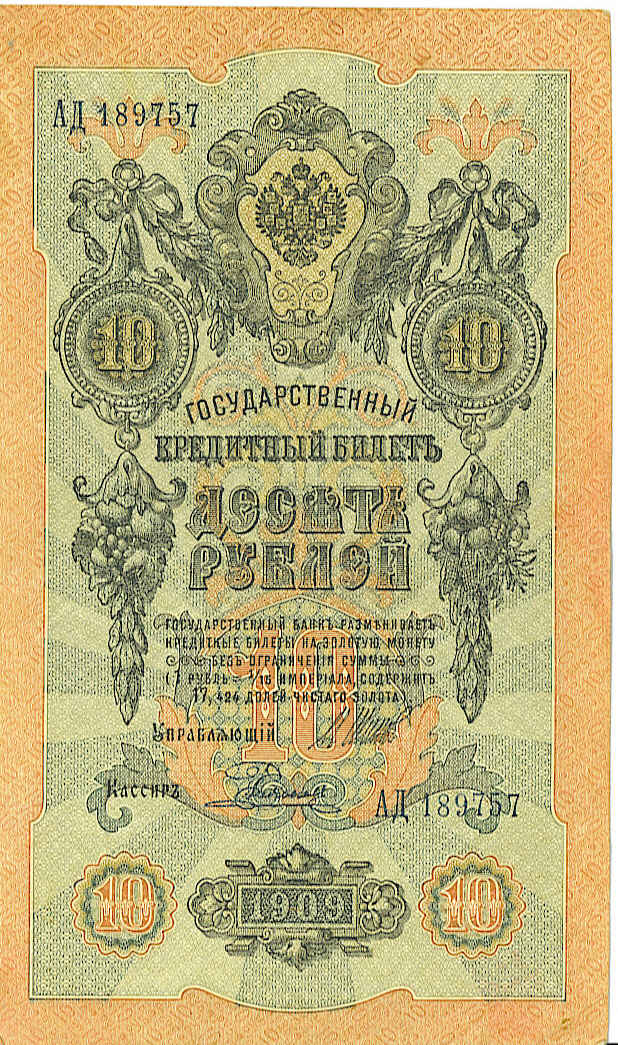 АД 189757
10 10
ГОСУДАРСТВЕННЫЙ
КРЕДИТНЫЙ БИЛЕТЪ
ДЕСЯТЬ
РУБЛЕЙ
ГОСУДАРСТВЕННЫЙ БАНКЪ РАЗМѢНИВАЕТЪ
КРЕДИТНЫЕ БИЛЕТЫ НА ЗОЛОТУЮ МОНЕТУ
БЕЗЪ ОГРАНИЧЕНІЯ СУММЫ
(1 РУБЛЬ = 1/15 ИМПЕРІАЛА, СОДЕРЖИТЪ
17,424 ДОЛЕЙ ЧИСТАГО ЗОЛОТА)
10
Управляющій
Кассиръ
АД 189757
10 1909 10